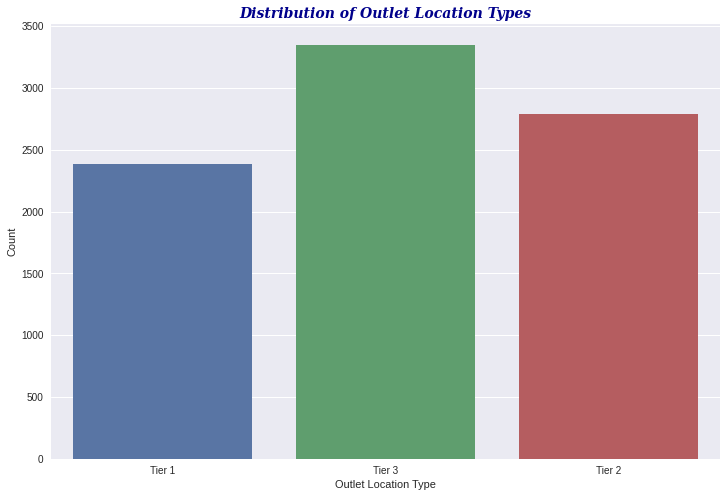 Distribution of Outlet Location Types
3500
3000
2500
2000
1500
1000
500
0
Count
Tier 1
Tier 3
Tier 2
Outlet Location Type